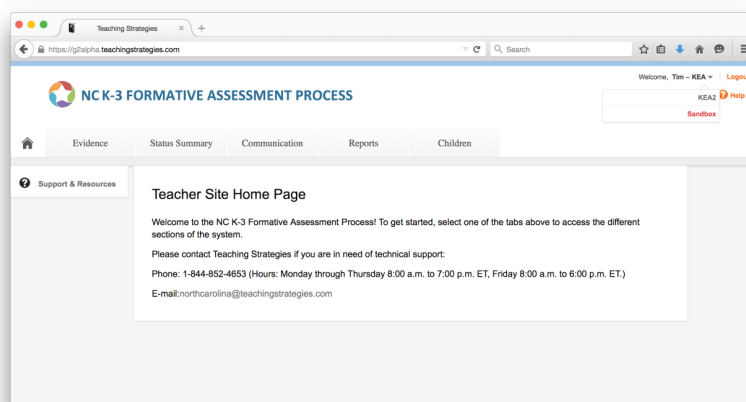 Teaching Strategies
https://g2alpha.teachingstrategies.com
Search
Welcome, Tim – KEA
Logou
KEA2
Help
Sandbox
NC K-3 FORMATIVE ASSESSMENT PROCESS
Evidence
Status Summary
Communication
Reports
Children
Support & Resources
Teacher Site Home Page
Welcome to the NC K-3 Formative Assessment Process! To get started, select one of the tabs above to access the different
sections of the system.
Please contact Teaching Strategies if you are in need of technical support:
Phone: 1-844-852-4653 (Hours: Monday through Thursday 8:00 a.m. to 7:00 p.m. ET, Friday 8:00 a.m. to 6:00 p.m. ET.)
E-mail:northcarolina@teachingstrategies.com